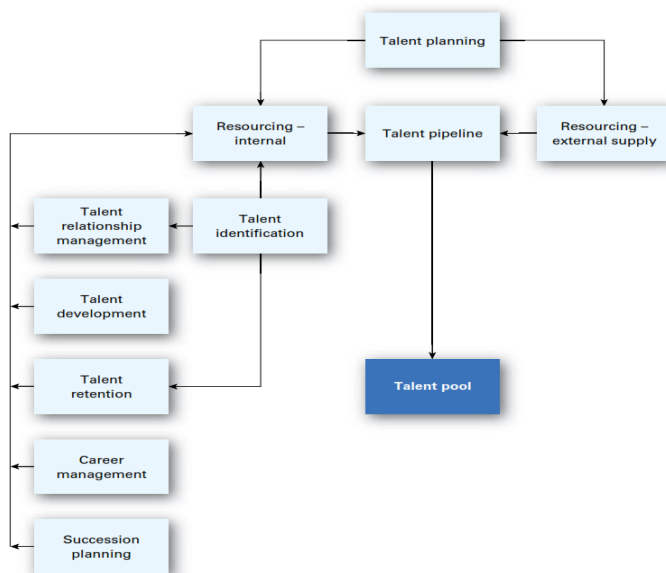 Talent planning
Resourcing –
internal
Talent pipeline
Resourcing –
external supply
Talent
relationship
management
Talent
identification
Talent
development
Talent
retention
Talent pool
Career
management
Succession
planning